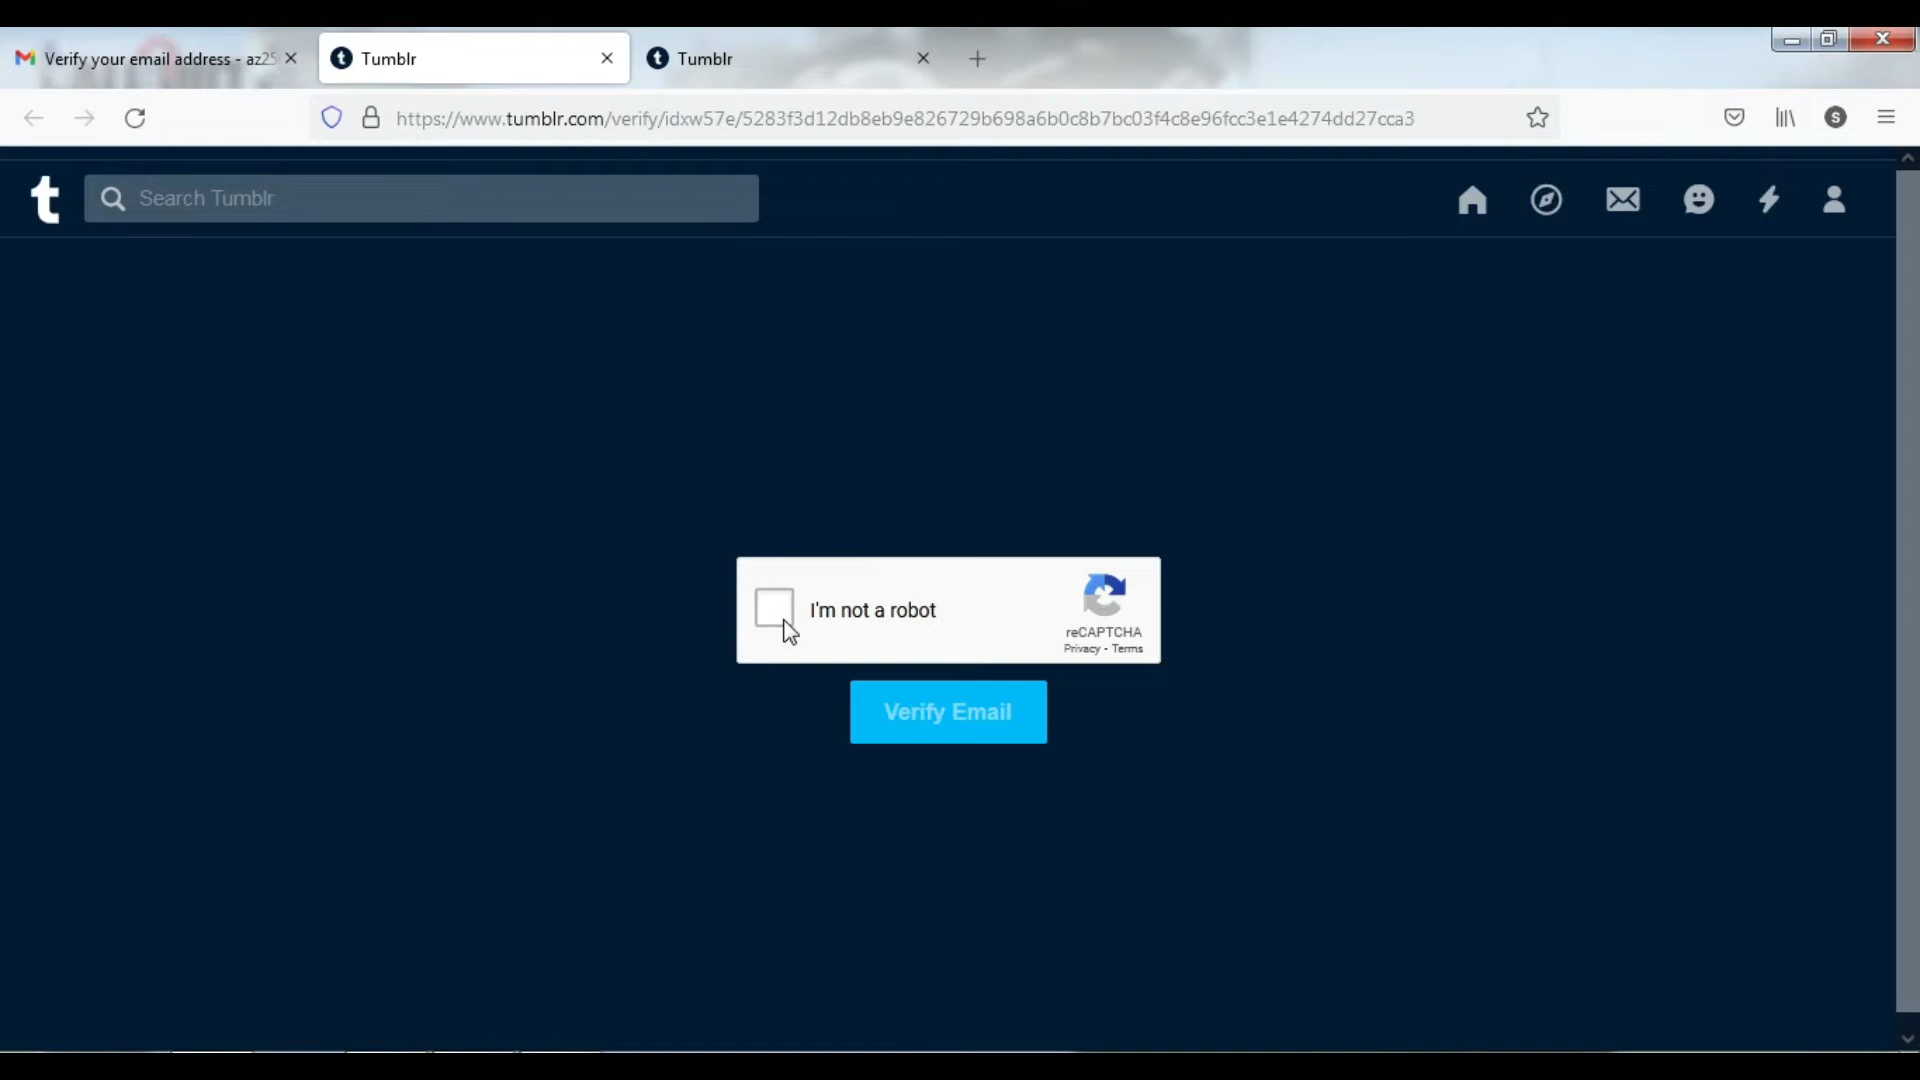 Verify your email address - az25
Tumblr
Tumblr
https://www.tumblr.com/verify/idxw57e/5283f3d12db8eb9e826729b698a6b0c8b7bc03f4c8e96fcc3e1e4274dd27cca3
S
t
Search Tumblr
I'm not a robot
reCAPTCHA
Privacy - Terms
Verify Email